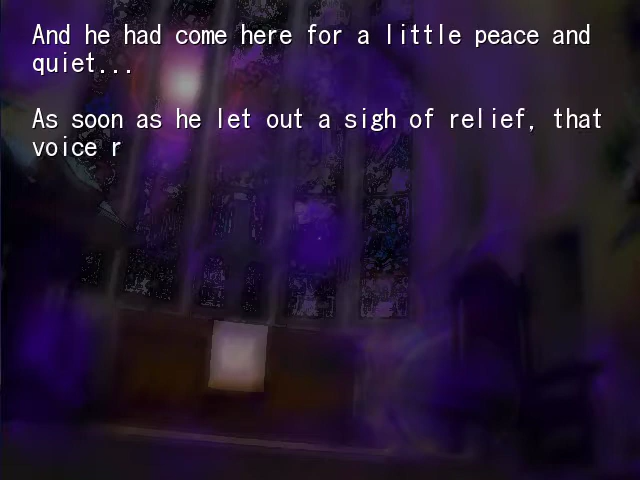 And he had come here for a little peace and
quiet...
As soon as he let out a sigh of relief, that
voice r